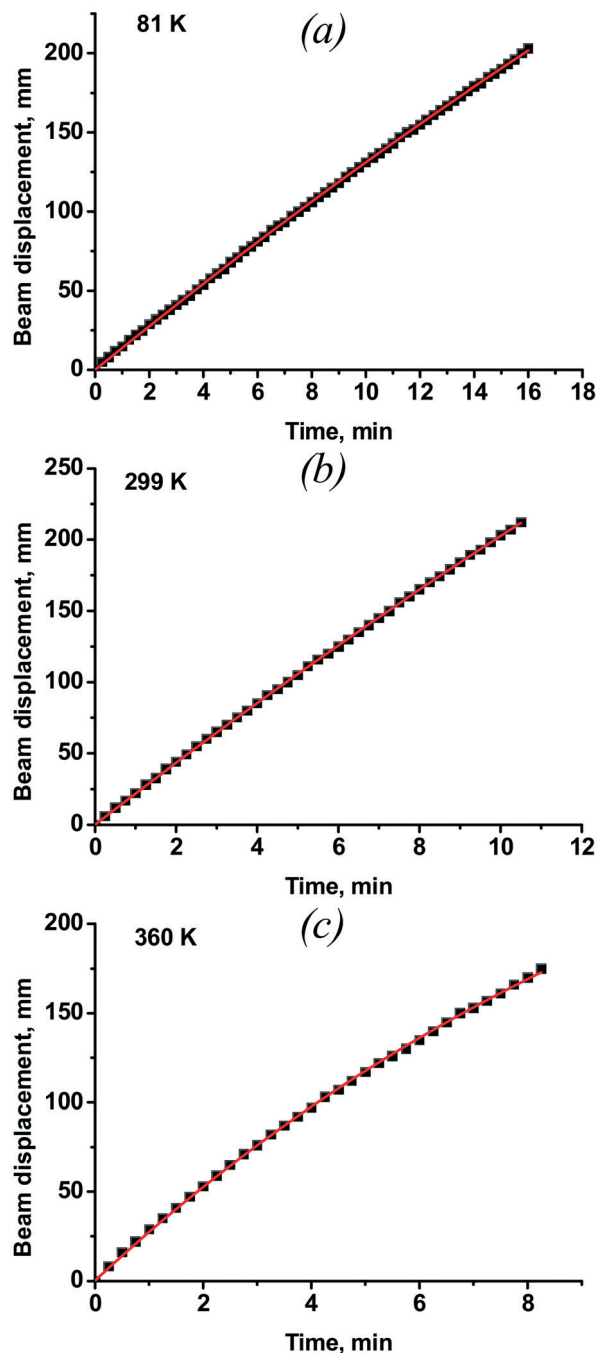 81 K
(a)
200
150
100
50
0
0 2 4 6 8 10 12 14 16 18
Beam displacement, mm
Time, min
299 K
(b)
250
200
150
100
50
0
0 2 4 6 8 10 12
Beam displacement, mm
Time, min
360 K
(c)
200
150
100
50
0
0 2 4 6 8
Beam displacement, mm
Time, min